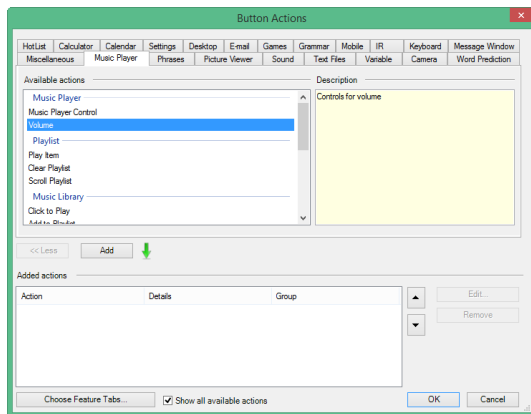 Button Actions
HotList Calculator Calendar Settings Desktop E-mail Games Grammar Mobile IR Keyboard Message Window
Miscellaneous Music Player Phrases Picture Viewer Sound Text Files Variable Camera Word Prediction
Available actions Description
Music Player Controls for volume
Music Player Control
Volume
Playlist
Play Item
Clear Playlist
Scroll Playlist
Music Library
Click to Play
Add to Playlist
<< Less Add
Added actions
Action Details Group
Edit...
Remove
Choose Feature Tabs... Show all available actions OK Cancel